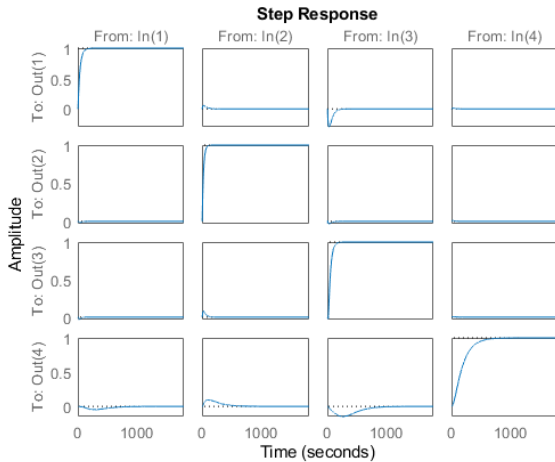 Step Response
From: In(1) From: In(2) From: In(3) From: In(4)
To: Out(1)
1
0.5
0
To: Out(2)
1
0.5
0
To: Out(3)
1
0.5
0
To: Out(4)
1
0.5
0
Amplitude
0 1000 0 1000 0 1000 0 1000
Time (seconds)